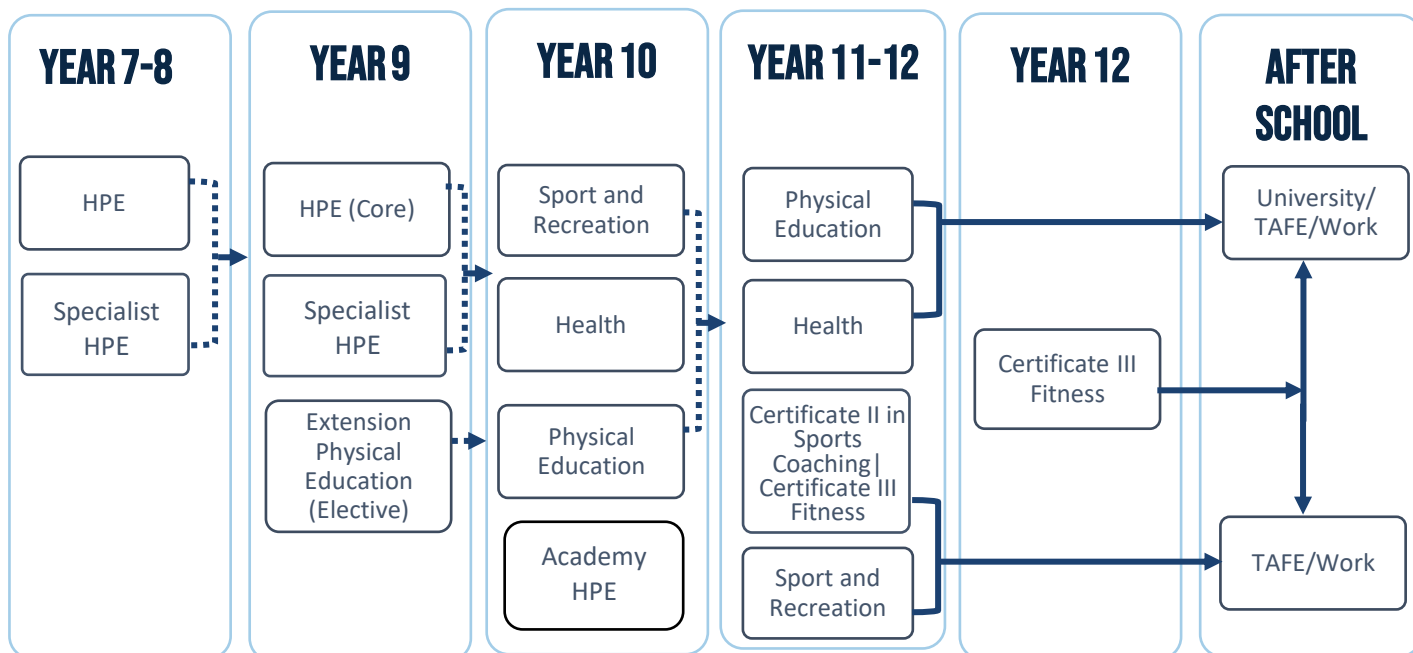 YEAR 7-8
HPE
Specialist
HPE
YEAR 9
HPE (Core)
Specialist
HPE
Extension
Physical
Education
(Elective)
YEAR 10
Sport and
Recreation
Health
Physical
Education
Academy
HPE
YEAR 11-12
Physical
Education
Health
Certificate II in
Sports
Coaching|
Certificate III
Fitness
Sport and
Recreation
YEAR 12
Certificate III
Fitness
AFTER
SCHOOL
University/
TAFE/Work
TAFE/Work